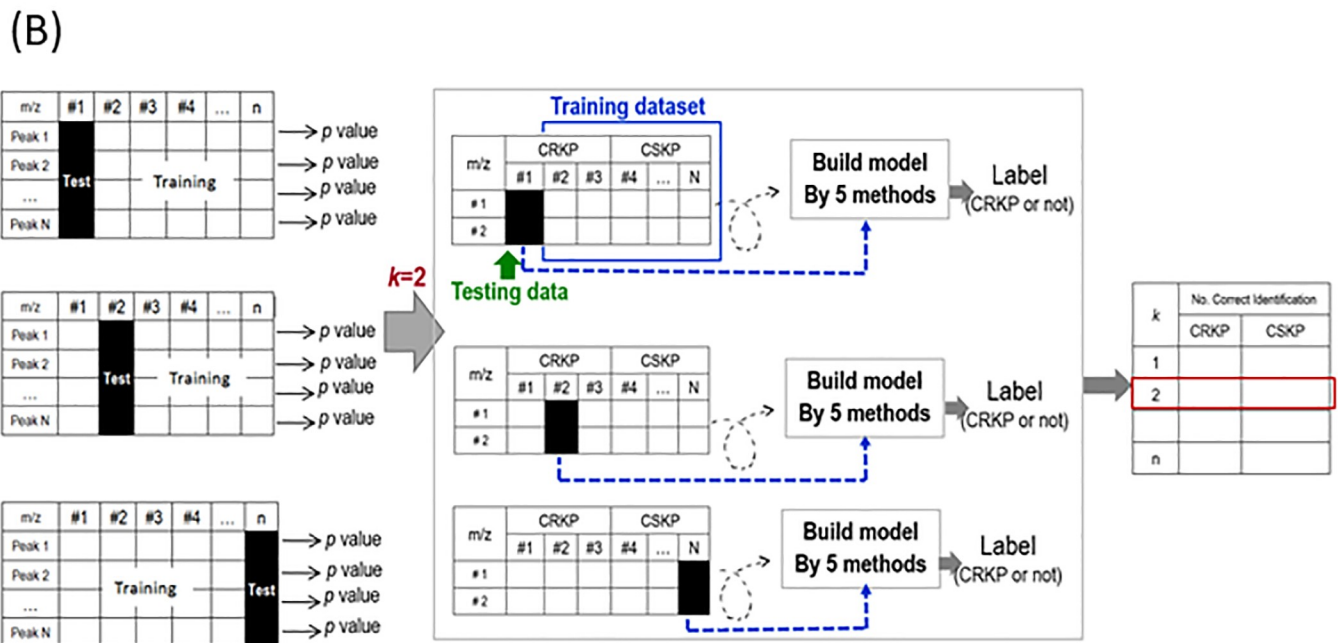 (B)
m/z #1 #2 #3 #4 ... n
Peak 1
Peak 2
...
Peak N
Test
Training
p value
p value
p value
p value
m/z #1 #2 #3 #4 ... n
Peak 1
Peak 2
...
Peak N
Test
Training
p value
p value
p value
p value
m/z #1 #2 #3 #4 ... n
Peak 1
Peak 2
...
Peak N
Training
Test
p value
p value
p value
p value
k=2
Training dataset
m/z CRKP CSKP
#1 #2 #3 #4 ... N
#1
#2
Testing data
Build model
By 5 methods
Label
(CRKP or not)
m/z CRKP CSKP
#1 #2 #3 #4 ... N
#1
#2
Build model
By 5 methods
Label
(CRKP or not)
m/z CRKP CSKP
#1 #2 #3 #4 ... N
#1
#2
Build model
By 5 methods
Label
(CRKP or not)
k No. Correct Identification
CRKP CSKP
1
2
n